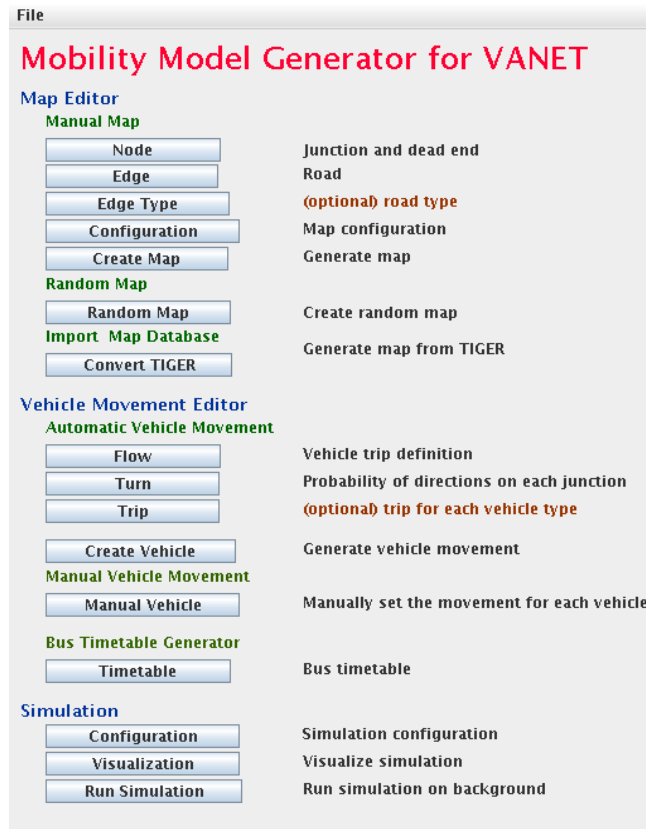 File
Mobility Model Generator for VANET
Map Editor
Manual Map
Node Junction and dead end
Edge Road
Edge Type (optional) road type
Configuration Map configuration
Create Map Generate map
Random Map
Random Map Create random map
Import Map Database
Convert TIGER Generate map from TIGER
Vehicle Movement Editor
Automatic Vehicle Movement
Flow Vehicle trip definition
Turn Probability of directions on each junction
Trip (optional) trip for each vehicle type
Create Vehicle Generate vehicle movement
Manual Vehicle Movement
Manual Vehicle Manually set the movement for each vehicle
Bus Timetable Generator
Timetable Bus timetable
Simulation
Configuration Simulation configuration
Visualization Visualize simulation
Run Simulation Run simulation on background